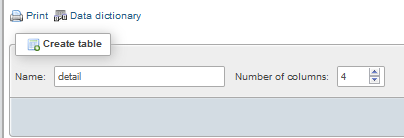 Print Data dictionary
Create table
Name: detail Number of columns: 4